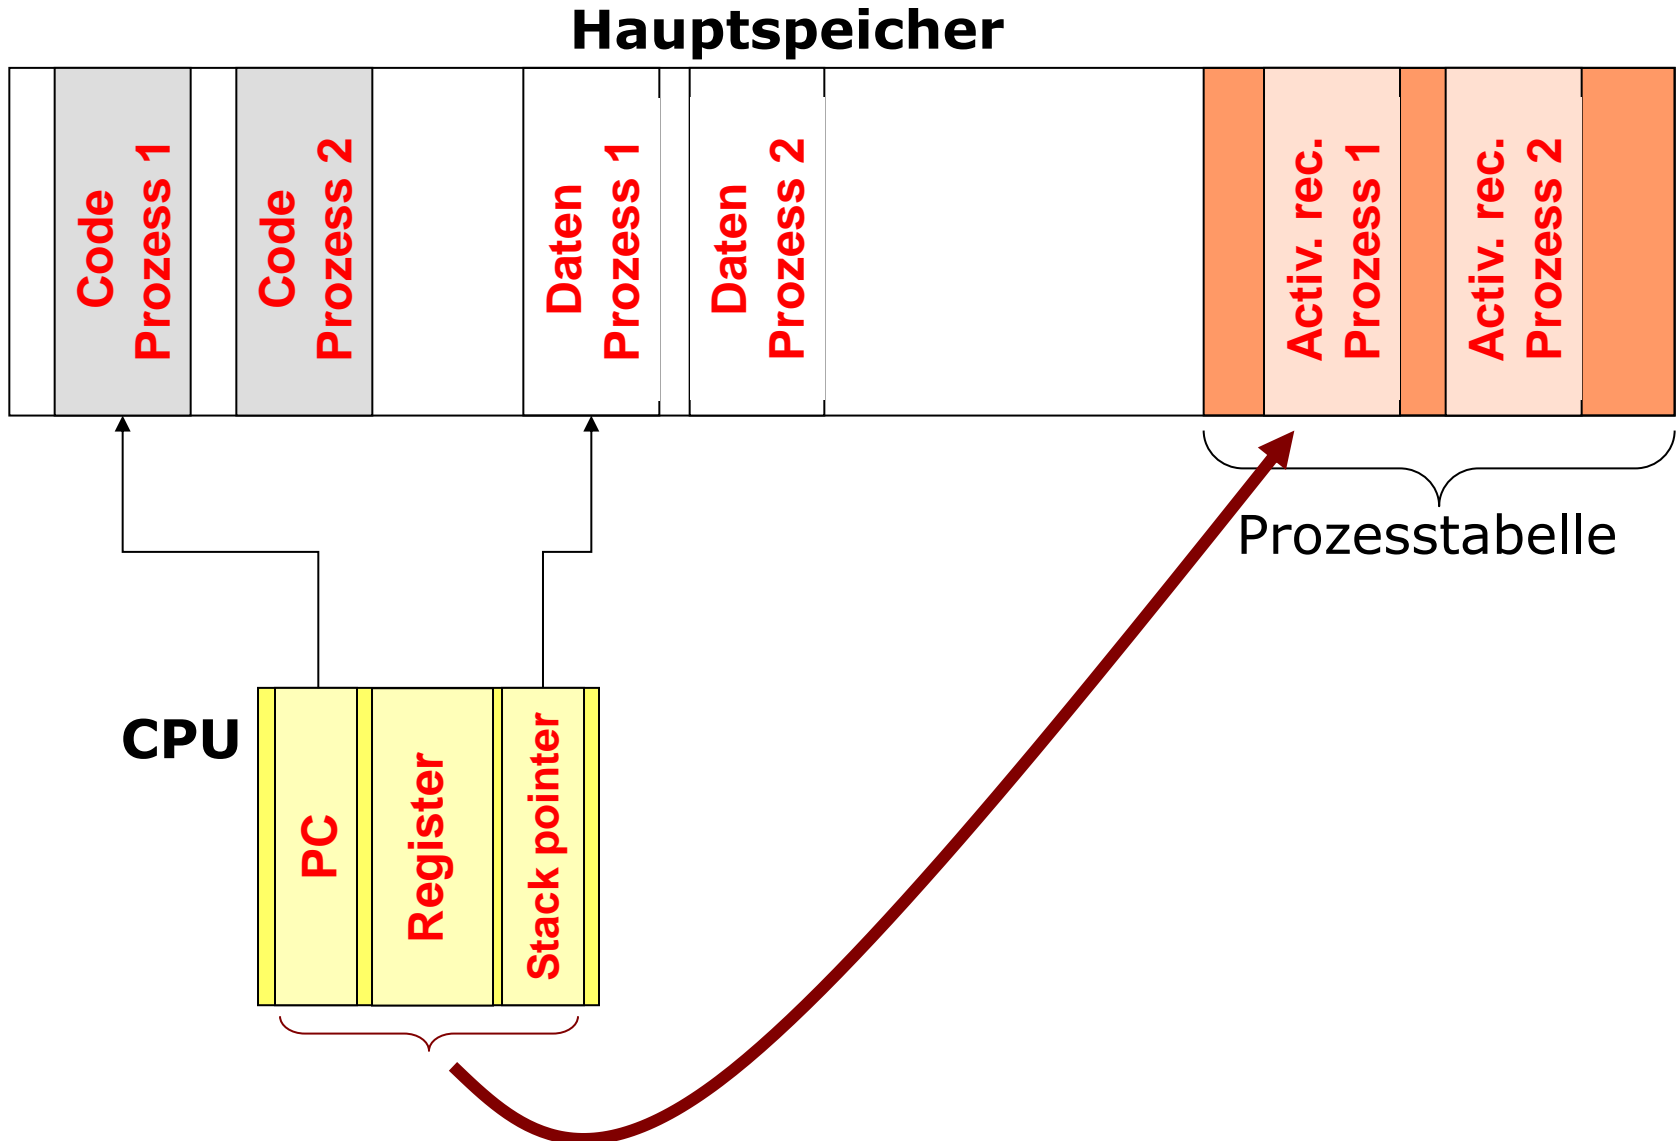 Hauptspeicher
Code
Prozess 1
Code
Prozess 2
Daten
Prozess 1
Daten
Prozess 2
Activ. rec.
Prozess 1
Activ. rec.
Prozess 2
Prozesstabelle
CPU
PC
Register
Stack pointer